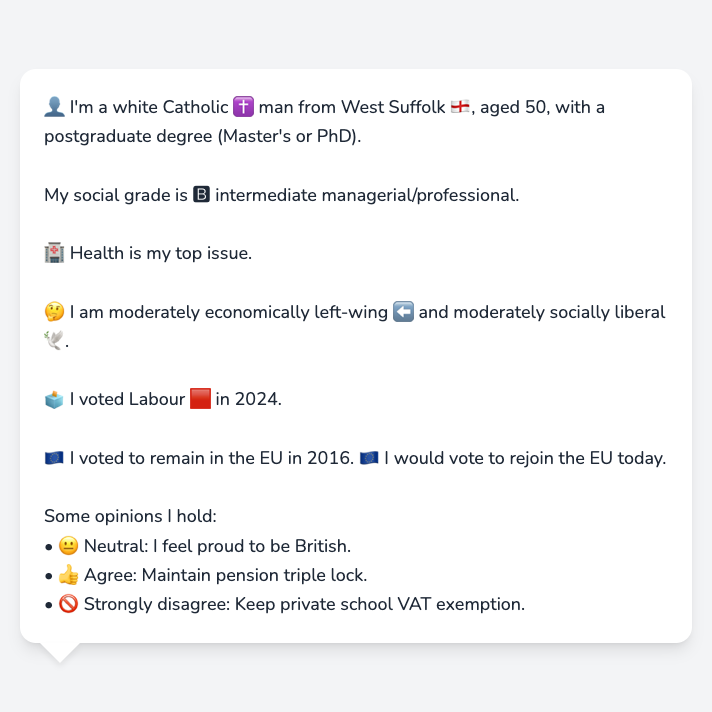 👤 I'm a white Catholic ✝️ man from West Suffolk 🏴󠁧󠁢󠁥󠁮󠁧󠁿, aged 50, with a
postgraduate degree (Master's or PhD).
My social grade is 🅱 intermediate managerial/professional.
🏥 Health is my top issue.
🤔 I am moderately economically left-wing ⬅️ and moderately socially liberal
🕊️.
🗳️ I voted Labour 🟥 in 2024.
🇪🇺 I voted to remain in the EU in 2016. 🇪🇺 I would vote to rejoin the EU today.
Some opinions I hold:
• 😐 Neutral: I feel proud to be British.
• 👍 Agree: Maintain pension triple lock.
• 🚫 Strongly disagree: Keep private school VAT exemption.